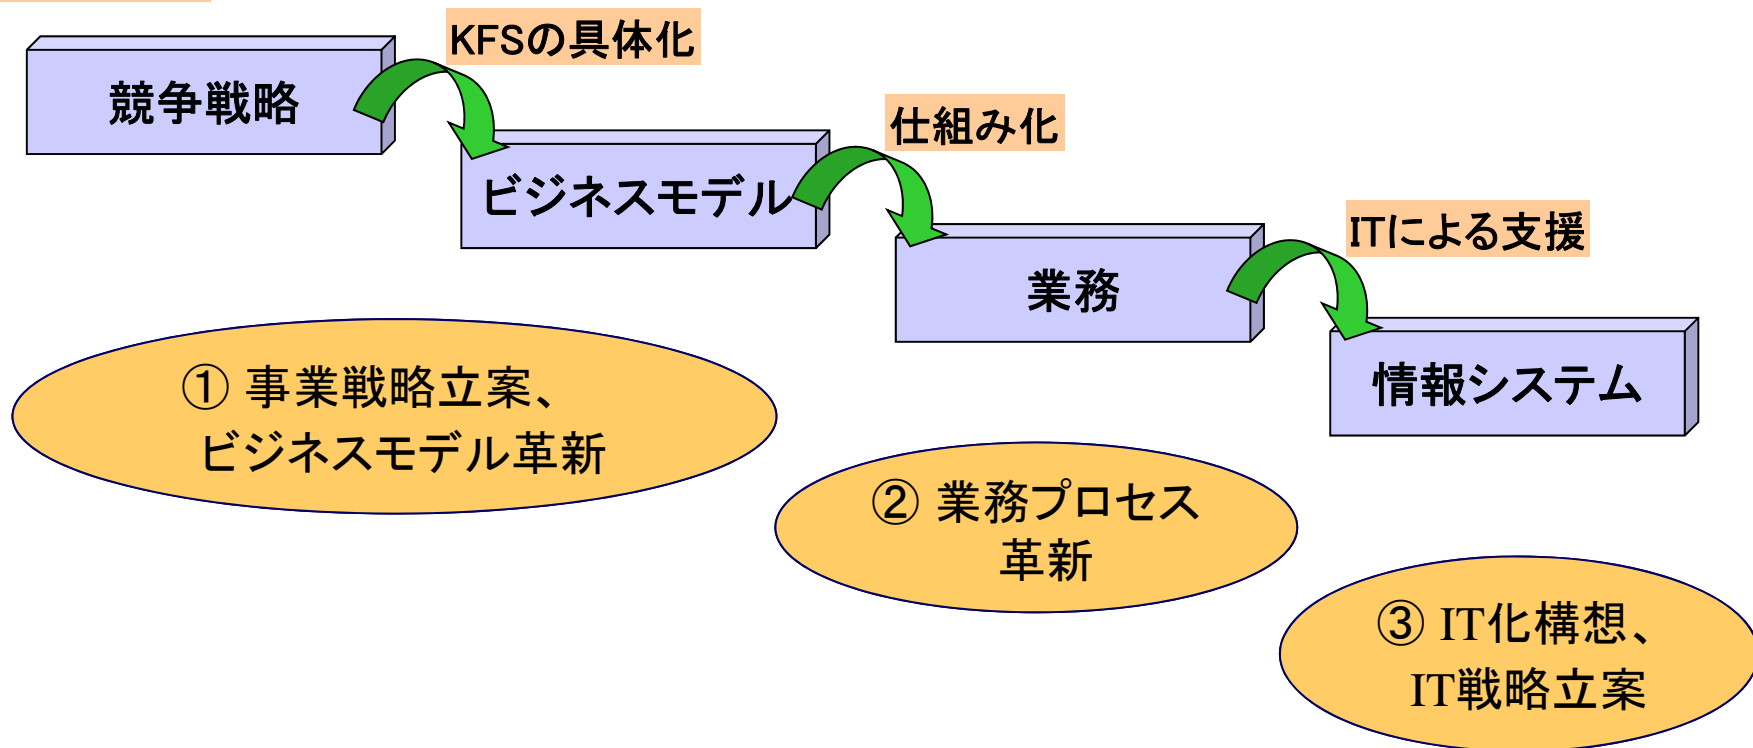 KFSの具体化
競争戦略
仕組み化
ビジネスモデル
ITによる支援
業務
情報システム
① 事業戦略立案、
ビジネスモデル革新
② 業務プロセス
革新
③ IT化構想、
IT戦略立案